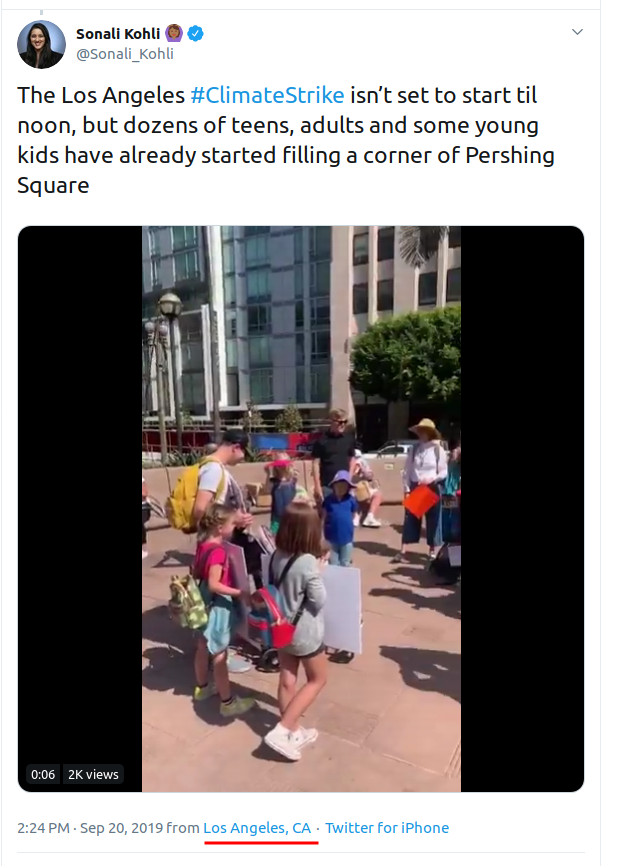 Sonali Kohli
@Sonali_Kohli
The Los Angeles #ClimateStrike isn’t set to start til
noon, but dozens of teens, adults and some young
kids have already started filling a corner of Pershing
Square
0:06 2K views
2:24 PM · Sep 20, 2019 from Los Angeles, CA · Twitter for iPhone